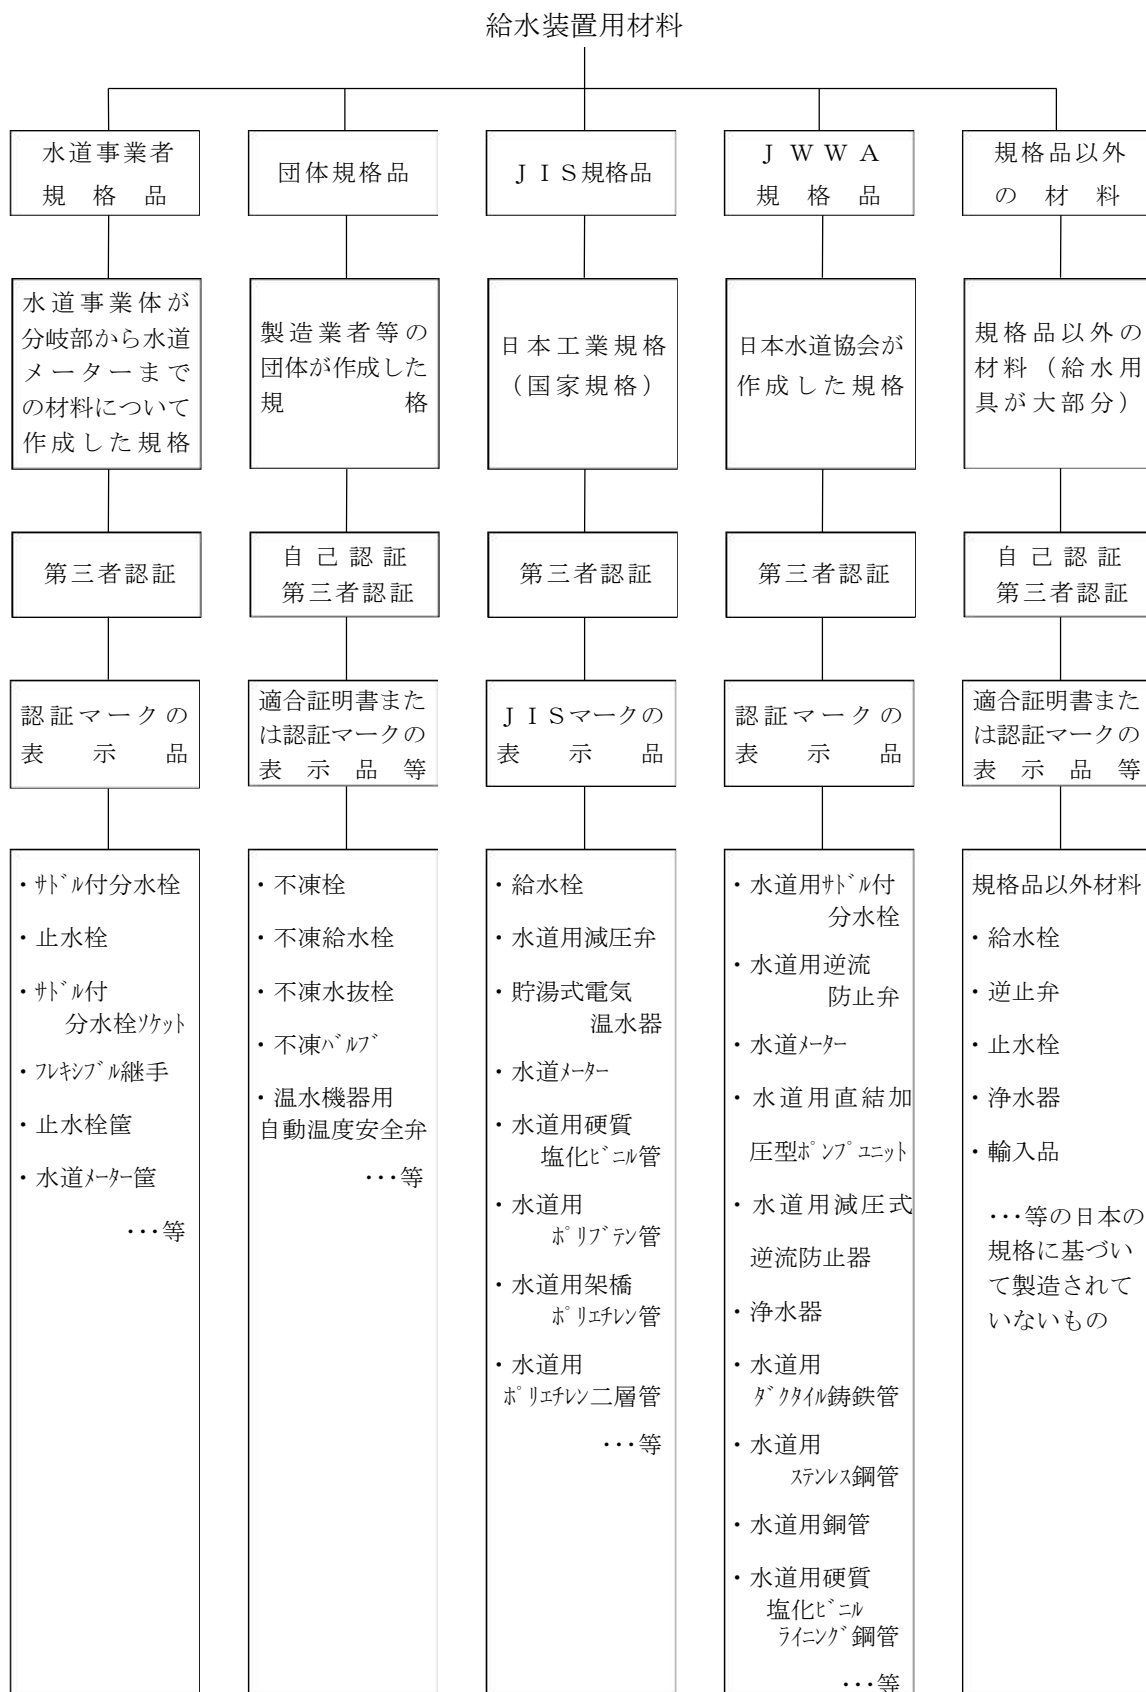 給水装置用材料
水道事業者
規格品
団体規格品
ＪＩＳ規格品
ＪＷＷＡ
規格品
規格品以外
の材料
水道事業体が
分岐部から水道
メーターまで
の材料について
作成した規格
製造業者等の
団体が作成した
規格
日本工業規格
（国家規格）
日本水道協会が
作成した規格
規格品以外の
材料（給水用
具が大部分）
第三者認証
自己認証
第三者認証
第三者認証
第三者認証
自己認証
第三者認証
認証マークの
表示品
適合証明書また
は認証マークの
表示品等
ＪＩＳマークの
表示品
認証マークの
表示品
適合証明書また
は認証マークの
表示品等
・ｻﾄﾞﾙ付分水栓
・止水栓
・ｻﾄﾞﾙ付
分水栓ｿｹｯﾄ
・ﾌﾚｷｼﾌﾞﾙ継手
・止水栓筺
・水道ﾒｰﾀｰ筺
…等
・不凍栓
・不凍給水栓
・不凍水抜栓
・不凍ﾊﾞﾙﾌﾞ
・温水機器用
自動温度安全弁
…等
・給水栓
・水道用減圧弁
・貯湯式電気
温水器
・水道ﾒｰﾀｰ
・水道用硬質
塩化ﾋﾞﾆﾙ管
・水道用
ﾎﾟﾘﾌﾞﾃﾝ管
・水道用架橋
ﾎﾟﾘｴﾁﾚﾝ管
・水道用
ﾎﾟﾘｴﾁﾚﾝ二層管
…等
・水道用ｻﾄﾞﾙ付
分水栓
・水道用逆流
防止弁
・水道ﾒｰﾀｰ
・水道用直結加
圧型ﾎﾟﾝﾌﾟﾕﾆｯﾄ
・水道用減圧式
逆流防止器
・浄水器
・水道用
ﾀﾞｸﾀｲﾙ鋳鉄管
・水道用
ｽﾃﾝﾚｽ鋼管
・水道用銅管
・水道用硬質
塩化ﾋﾞﾆﾙ
ﾗｲﾆﾝｸﾞ鋼管
…等
規格品以外材料
・給水栓
・逆止弁
・止水栓
・浄水器
・輸入品
…等の日本の
規格に基づい
て製造されて
いないもの